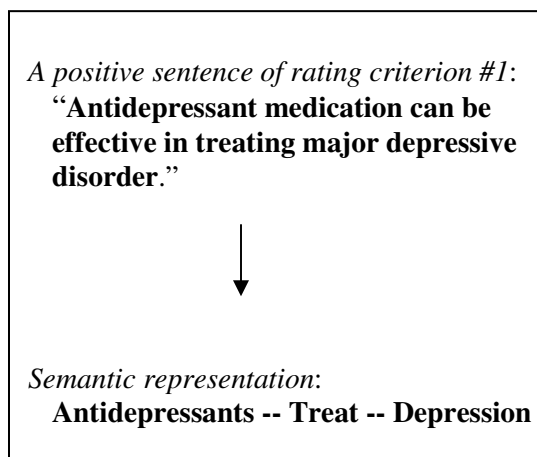 A positive sentence of rating criterion #1:
“Antidepressant medication can be
effective in treating major depressive
disorder.”
Semantic representation:
Antidepressants -- Treat -- Depression